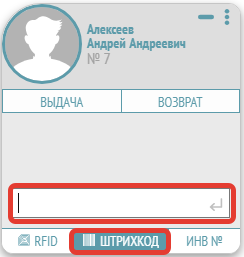 Алексеев
Андрей Андреевич
№ 7
ВЫДАЧА ВОЗВРАТ
RFID ШТРИХКОД ИНВ №